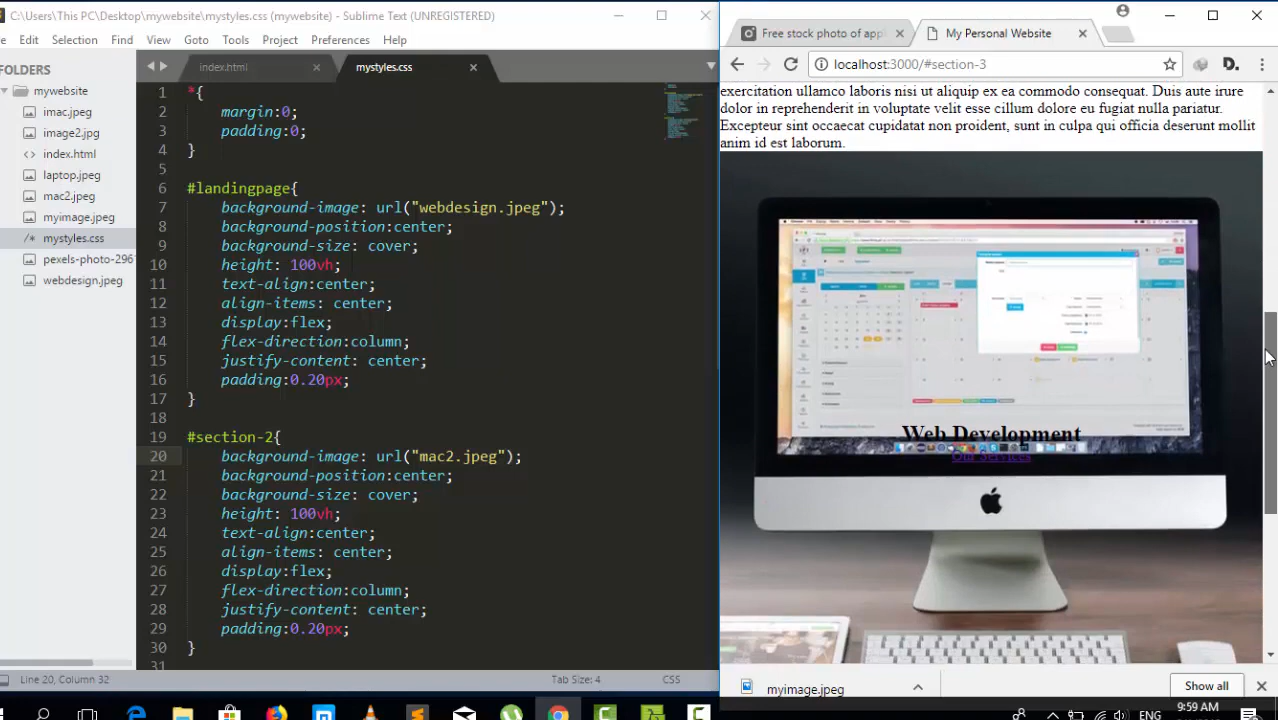 C:\Users\This PC\Desktop\mywebsite\mystyles.css (mywebsite) - Sublime Text (UNREGISTERED)
Edit Selection Find View Goto Tools Project Preferences Help
FOLDERS
mywebsite
imac.jpeg
image2.jpg
index.html
laptop.jpeg
mac2.jpeg
myimage.jpeg
mystyles.css
pexels-photo-296
webdesign.jpeg
index.html
mystyles.css
1 *{
2 margin:0;
3 padding:0;
4 }
5
6 #landingpage{
7 background-image: url("webdesign.jpeg");
8 background-position:center;
9 background-size: cover;
10 height: 100vh;
11 text-align:center;
12 align-items: center;
13 display:flex;
14 flex-direction:column;
15 justify-content: center;
16 padding:0.20px;
17 }
18
19 #section-2{
20 background-image: url("mac2.jpeg");
21 background-position:center;
22 background-size: cover;
23 height: 100vh;
24 text-align:center;
25 align-items: center;
26 display:flex;
27 flex-direction:column;
28 justify-content: center;
29 padding:0.20px;
30 }
31
Line 20, Column 32
Tab Size: 4
CSS
Free stock photo of appl
My Personal Website
localhost:3000/#section-3
D.
exercitation ullamco laboris nisi ut aliquip ex ea commodo consequat. Duis aute irure
dolor in reprehenderit in voluptate velit esse cillum dolore eu fugiat nulla pariatur.
Excepteur sint occaecat cupidatat non proident, sunt in culpa qui officia deserunt mollit
anim id est laborum.
Web Development
Our Services
myimage.jpeg
Show all
ENG
9:59 AM